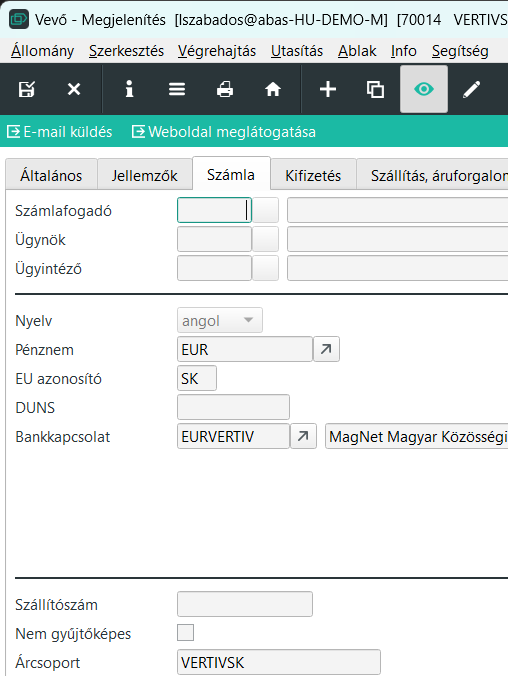 Vevő - Megjelenítés [lszabados@abas-HU-DEMO-M] [70014 VERTIVS
Állomány Szerkesztés Végrehajtás Utasítás Ablak Info Segítség
E-mail küldés Weboldal meglátogatása
Általános Jellemzők Számla Kifizetés Szállítás, áruforgalom
Számlafogadó
Ügynök
Ügyintéző
Nyelv angol
Pénznem EUR
EU azonosító SK
DUNS
Bankkapcsolat EURVERTIV MagNet Magyar Közösségi
Szállítószám
Nem gyűjtőképes
Árcsoport VERTIVSK